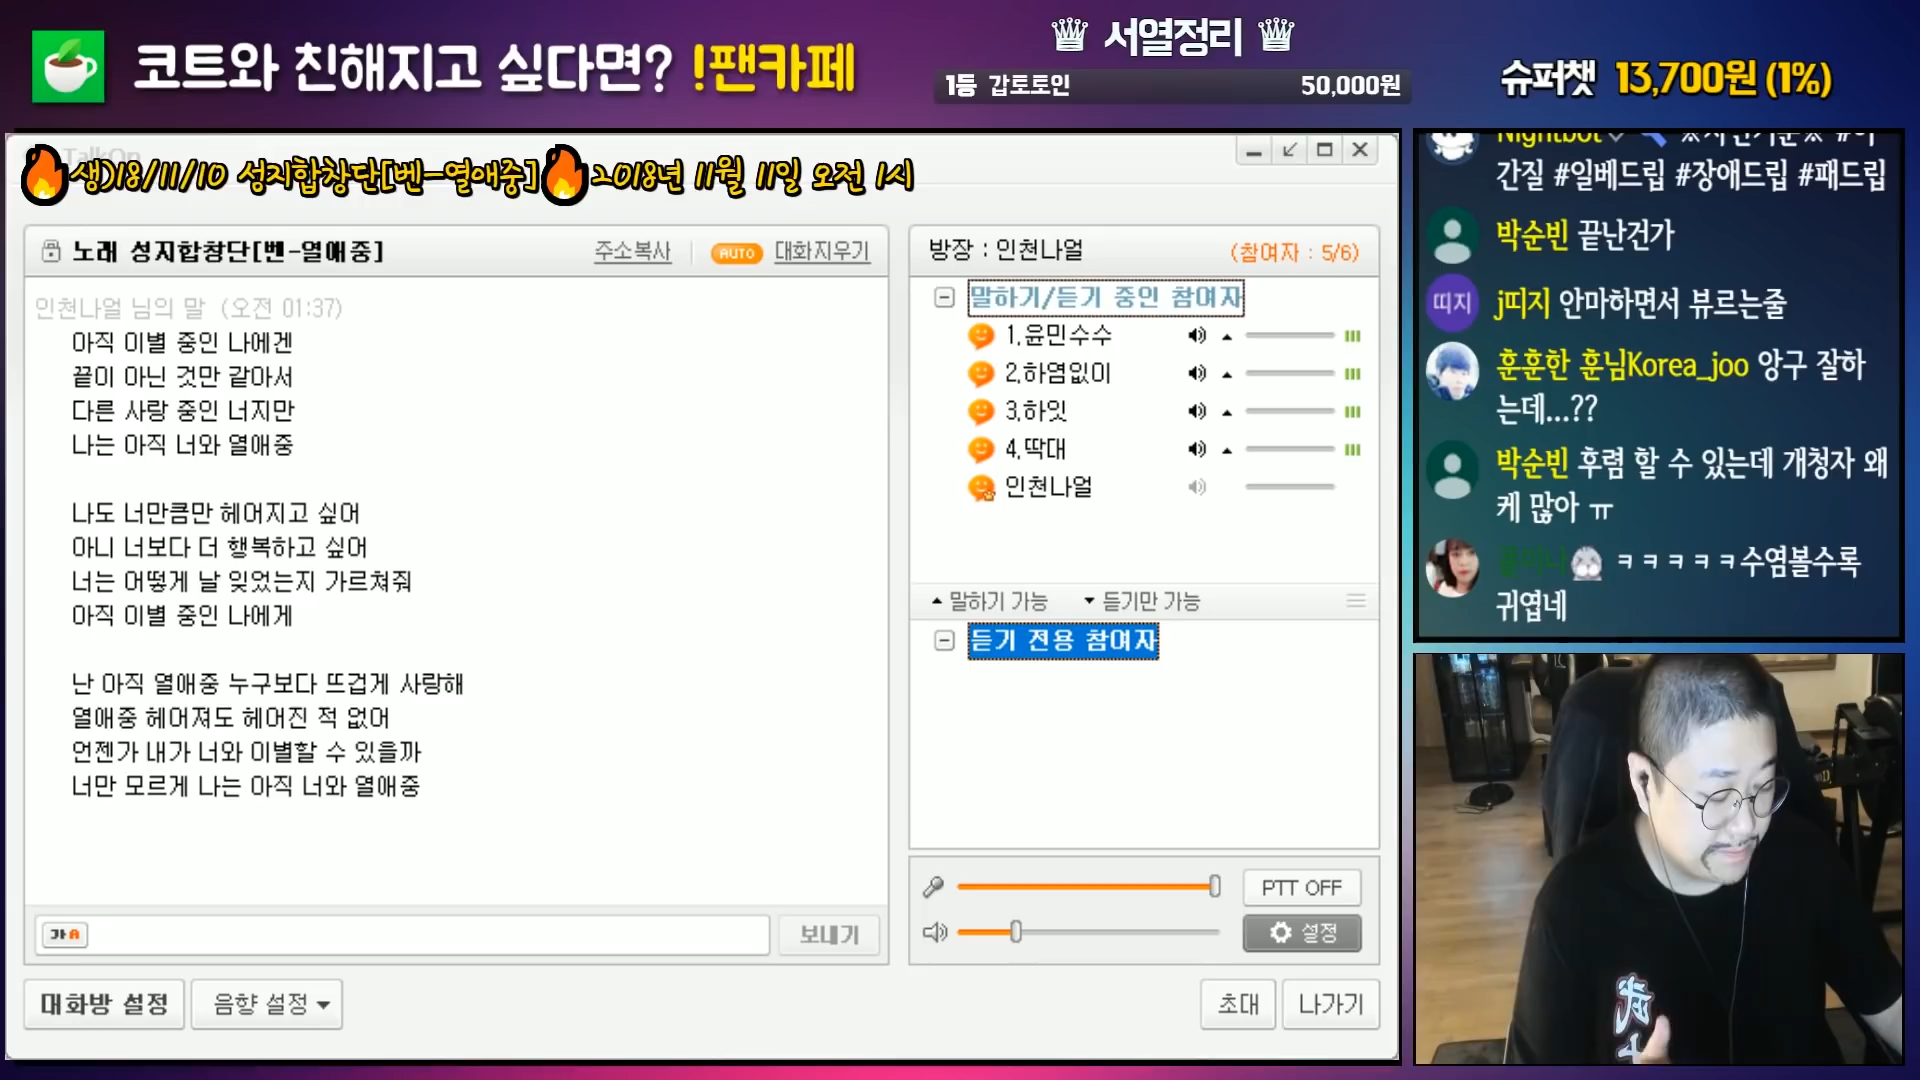 코트와 친해지고 싶다면? !팬카페
서열정리
1등 갑토토인 50,000원
슈퍼챗 13,700원 (1%)
TalkOn
생)18/11/10 성지합창단[벤-열애중] 2018년 11월 11일 오전 1시
노래 성지합창단[벤-열애중]
주소복사
AUTO 대화지우기
인천나얼 님의 말 (오전 01:37)
아직 이별 중인 나에겐
끝이 아닌 것만 같아서
다른 사랑 중인 너지만
나는 아직 너와 열애중
나도 너만큼만 헤어지고 싶어
아니 너보다 더 행복하고 싶어
너는 어떻게 날 잊었는지 가르쳐줘
아직 이별 중인 나에게
난 아직 열애중 누구보다 뜨겁게 사랑해
열애중 헤어져도 헤어진 적 없어
언젠가 내가 너와 이별할 수 있을까
너만 모르게 나는 아직 너와 열애중
가A
보내기
대화방 설정
음향 설정
방장 : 인천나얼 (참여자 : 5/6)
말하기/듣기 중인 참여자
1.윤민수수
2.하염없이
3.하잇
4.딱대
인천나얼
말하기 가능 듣기만 가능
듣기 전용 참여자
PTT OFF
설정
초대
나가기
Nightbot
간질 #일베드립 #장애드립 #패드립
박순빈 끝난건가
띠지 j띠지 안마하면서 뷰르는줄
훈훈한 훈님Korea_joo 앙구 잘하
는데...??
박순빈 후렴 할 수 있는데 개청자 왜
케 많아 ㅠ
ㅋㅋㅋㅋㅋ수염볼수록
귀엽네